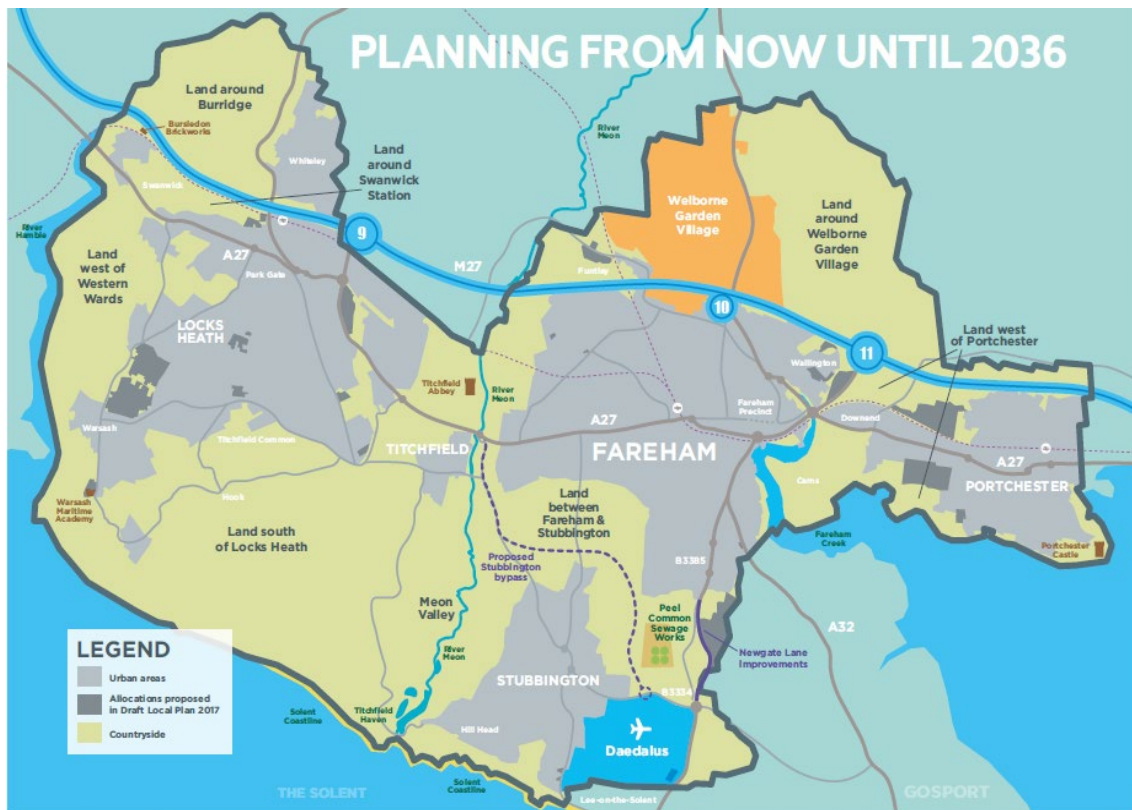 PLANNING FROM NOW UNTIL 2036
Land around
Burridge
Bursledon
Brickworks
Whiteley
Land
around
Swanwick
Station
Swanwick
River
Meon
River
Hamble
Land
west of
Western
Wards
A27
Park Gate
9
M27
LOCKS
HEATH
Warsash
Titchfield Common
Titchfield
Abbey
River
Meon
TITCHFIELD
Hook
Warsash
Maritime
Academy
Land south
of Locks Heath
Welborne
Garden
Village
Land
around
Welborne
Garden
Village
Funtley
10
11
Land west
of Portchester
Wallington
Fareham
Precinct
Downend
A27
FAREHAM
A27
PORTCHESTER
Cams
Portchester
Castle
Fareham
Creek
Land
between
Fareham &
Stubbington
Proposed
Stubbington
bypass
B3385
Meon
Valley
Peel
Common
Sewage
Works
Newgate Lane
Improvements
A32
River
Meon
STUBBINGTON
B3334
Titchfield
Haven
Hill Head
Daedalus
Solent
Coastline
Solent
Coastline
Lee-on-the-Solent
THE SOLENT
GOSPORT
LEGEND
Urban areas
Allocations proposed
in Draft Local Plan 2017
Countryside